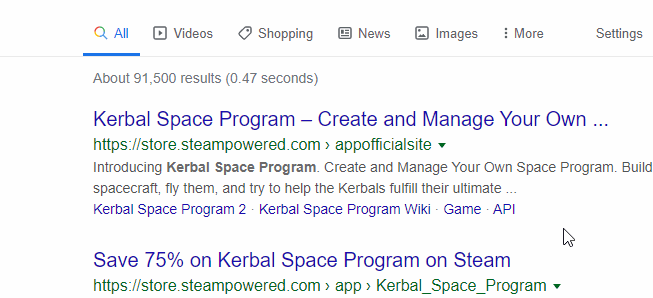 All Videos Shopping News Images More Settings
About 91,500 results (0.47 seconds)
Kerbal Space Program – Create and Manage Your Own ...
https://store.steampowered.com › appofficialsite
Introducing Kerbal Space Program. Create and Manage Your Own Space Program. Build
spacecraft, fly them, and try to help the Kerbals fulfill their ultimate ...
Kerbal Space Program 2 · Kerbal Space Program Wiki · Game · API
Save 75% on Kerbal Space Program on Steam
https://store.steampowered.com › app › Kerbal_Space_Program